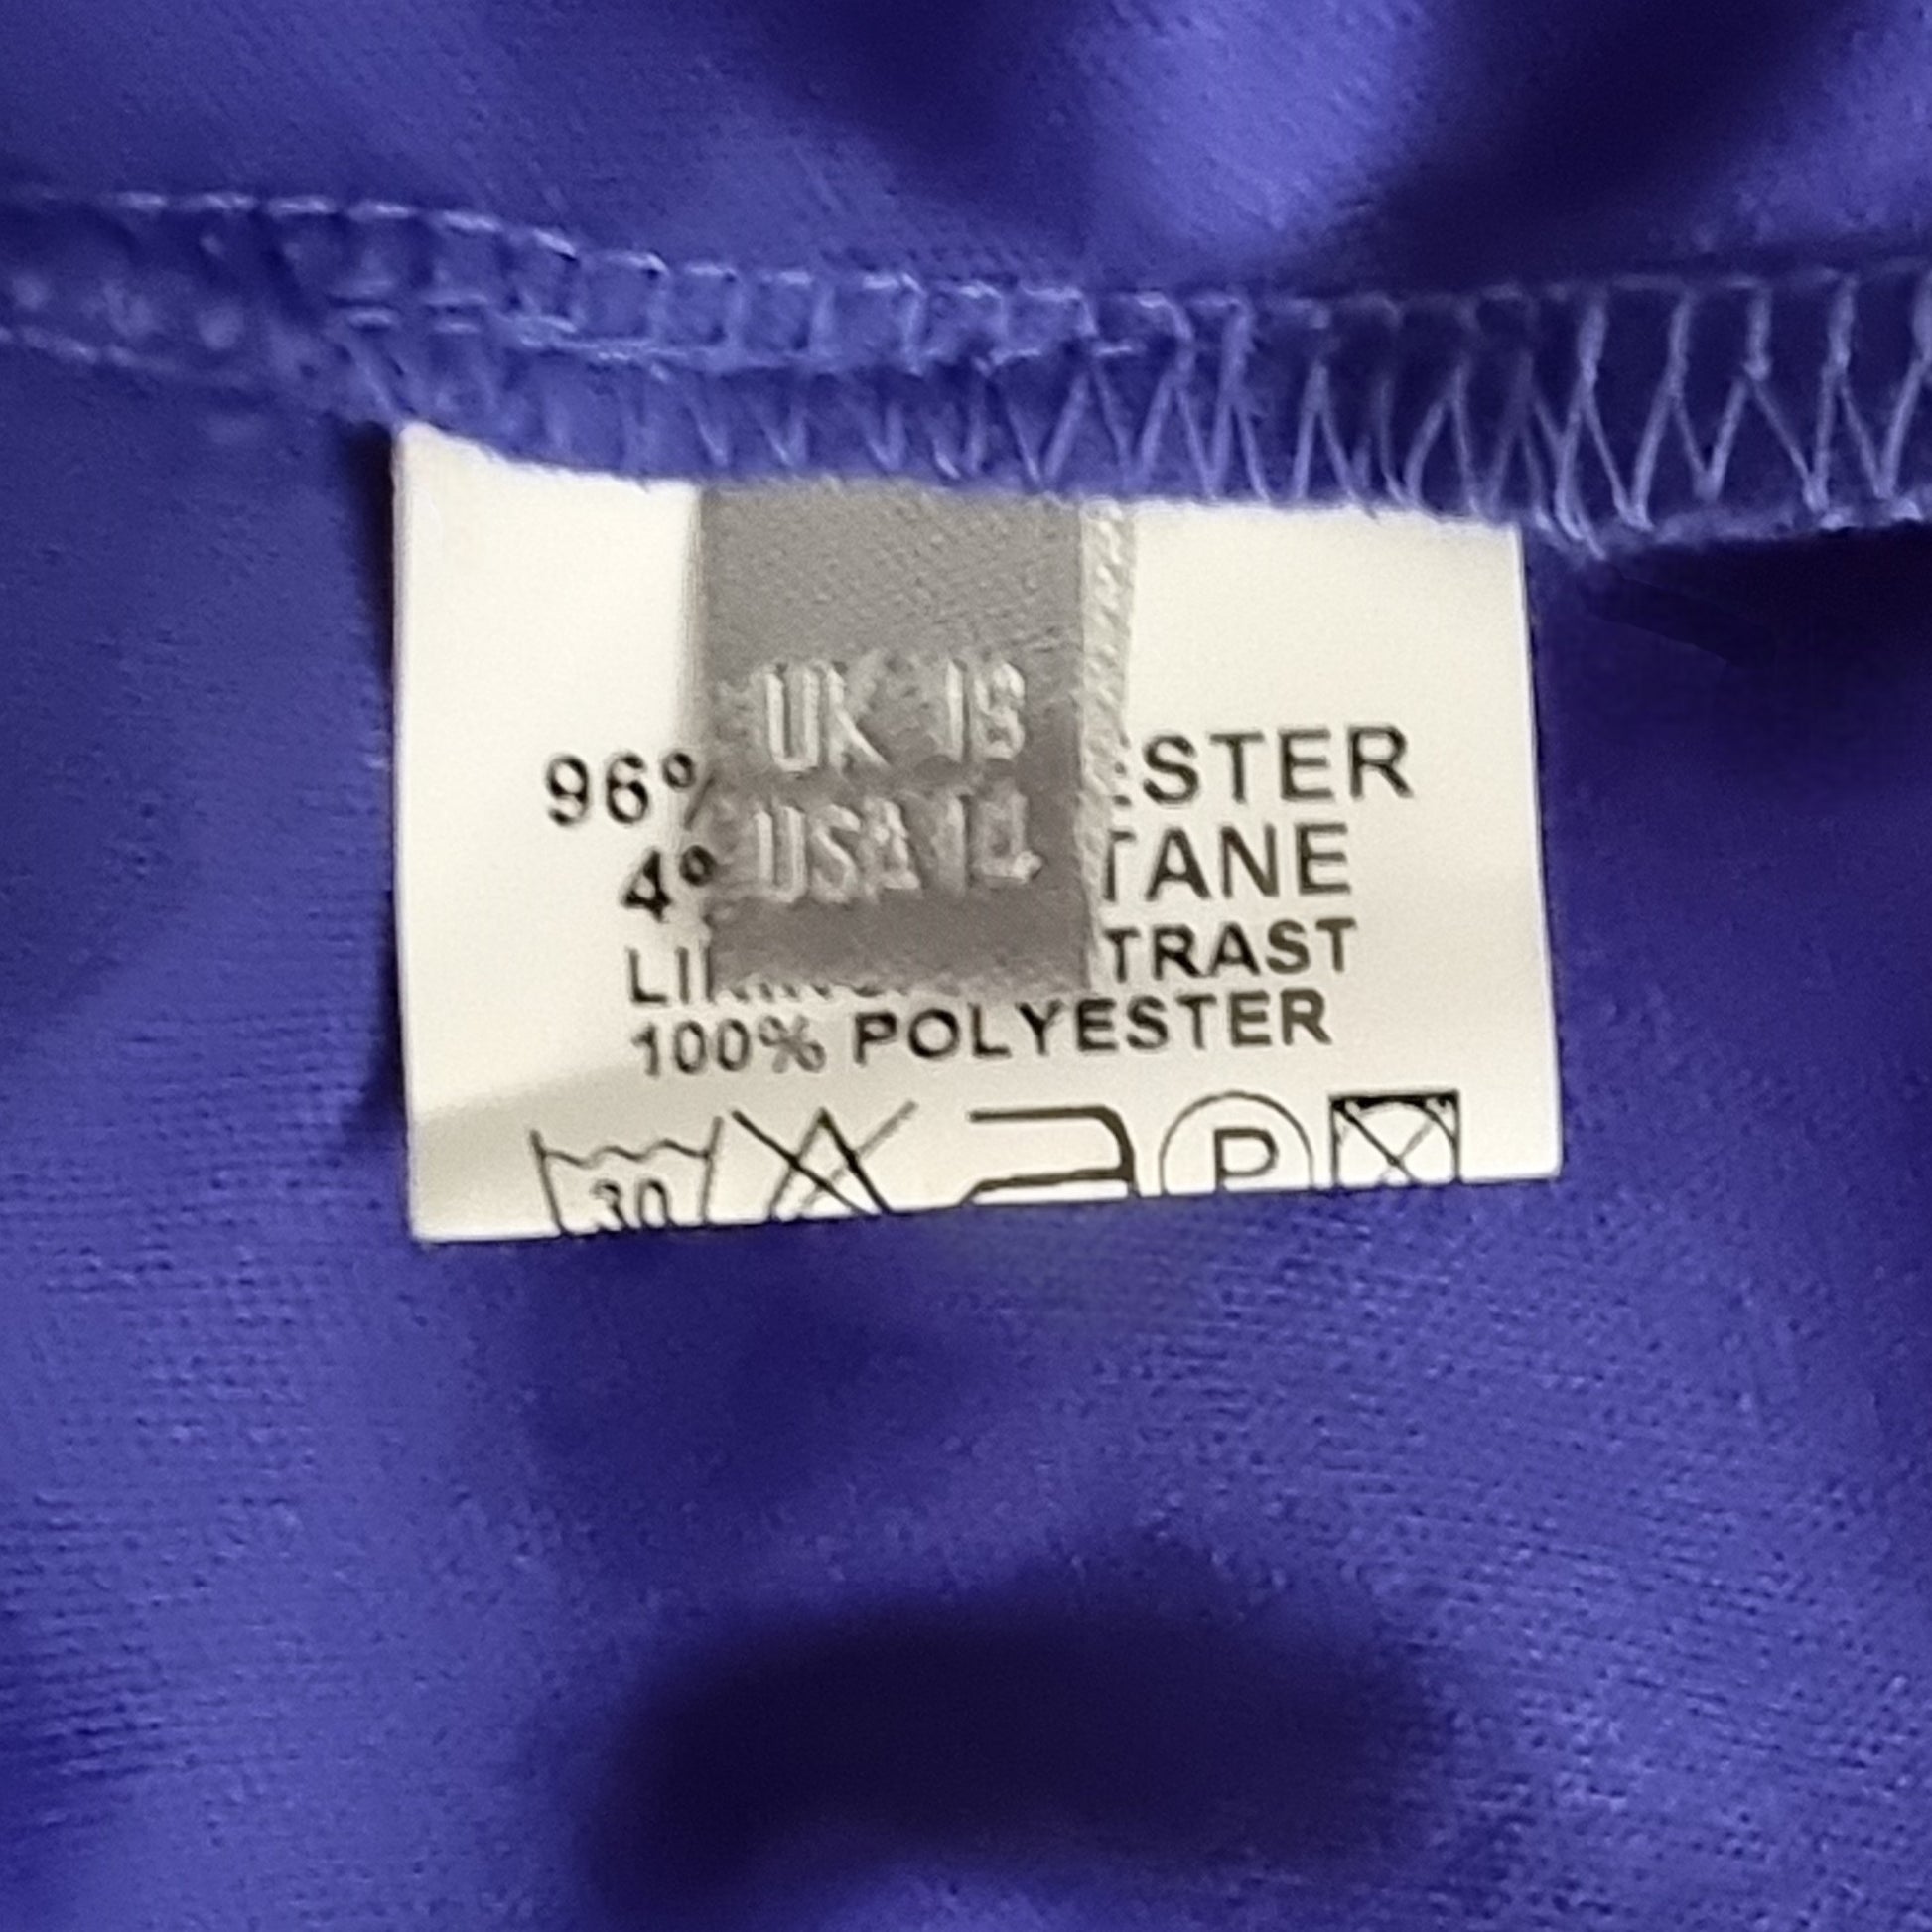 UK 18
USA 14
96% ESTER
4% TANE
TRAST
100% POLYESTER
30 P